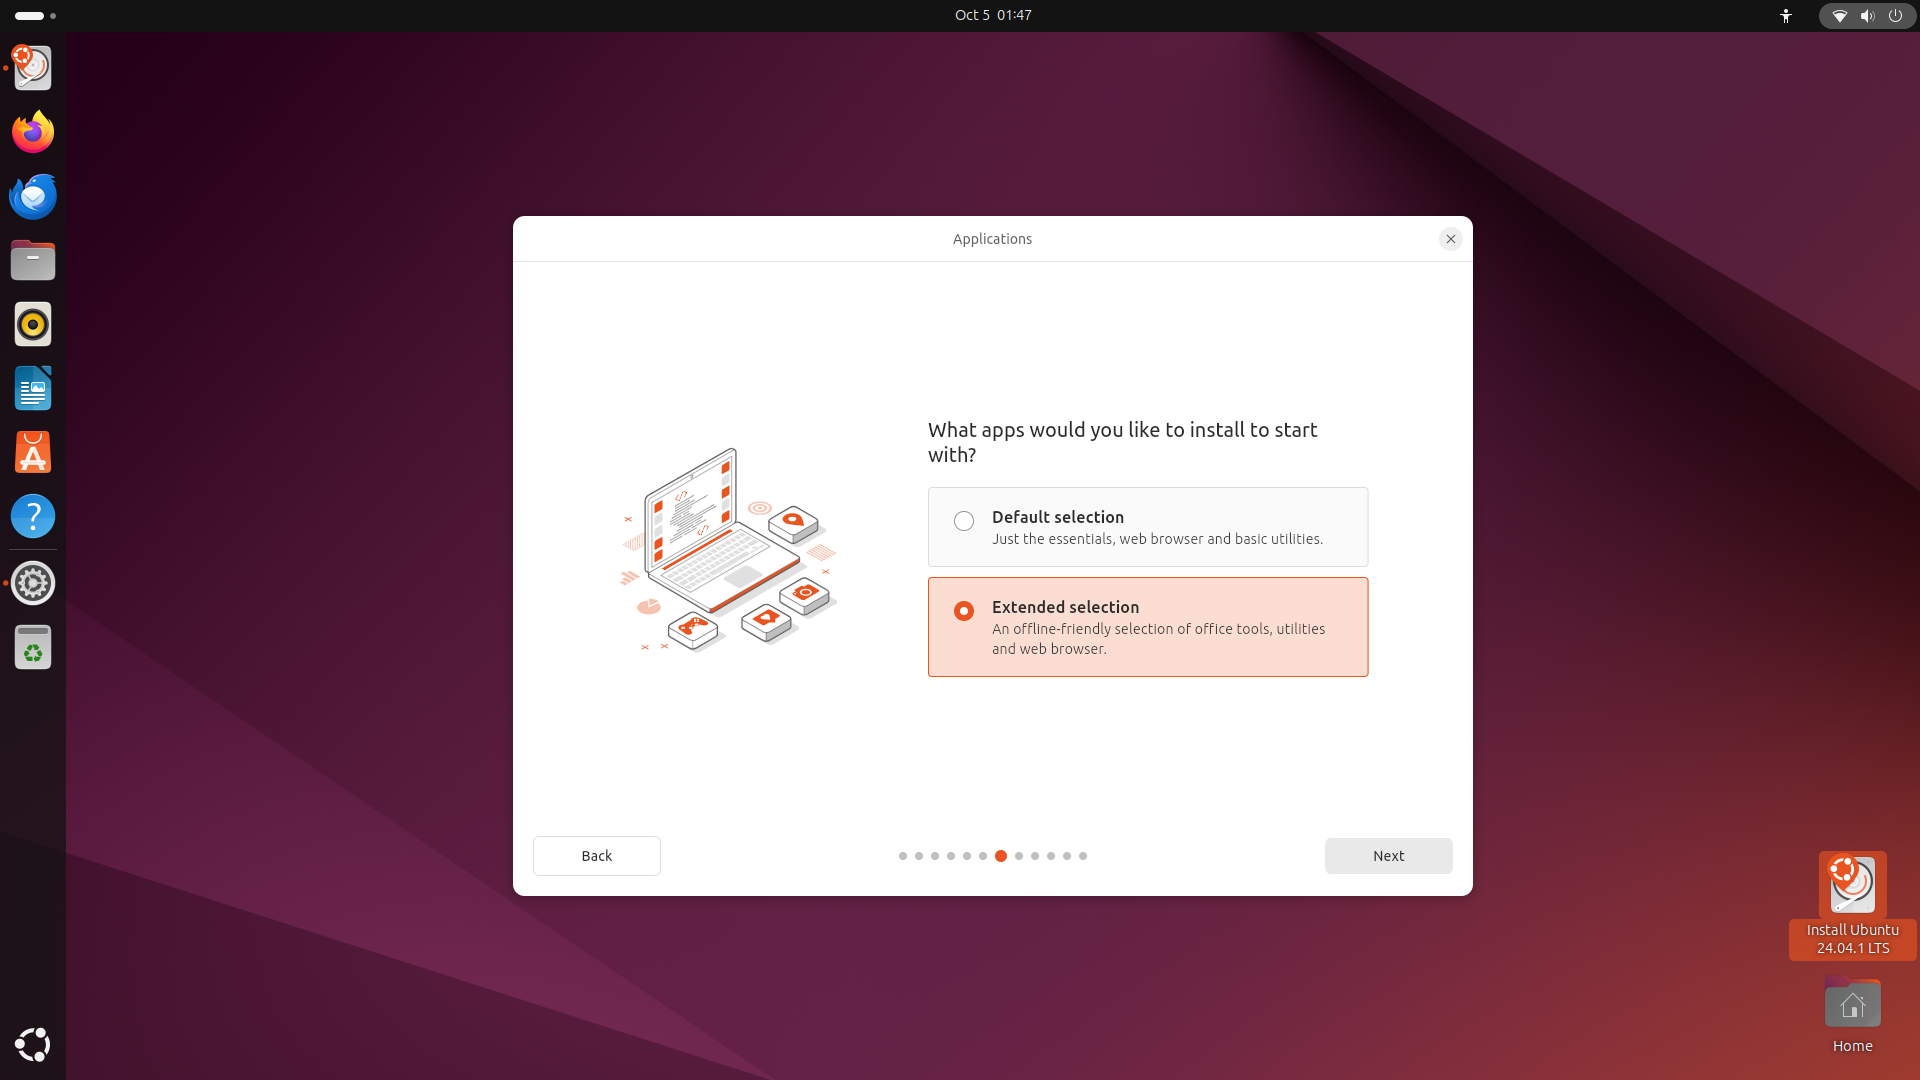 Oct 5 01:47
Applications
What apps would you like to install to start
with?
Default selection
Just the essentials, web browser and basic utilities.
Extended selection
An offline-friendly selection of office tools, utilities
and web browser.
Back
Next
Install Ubuntu
24.04.1 LTS
Home